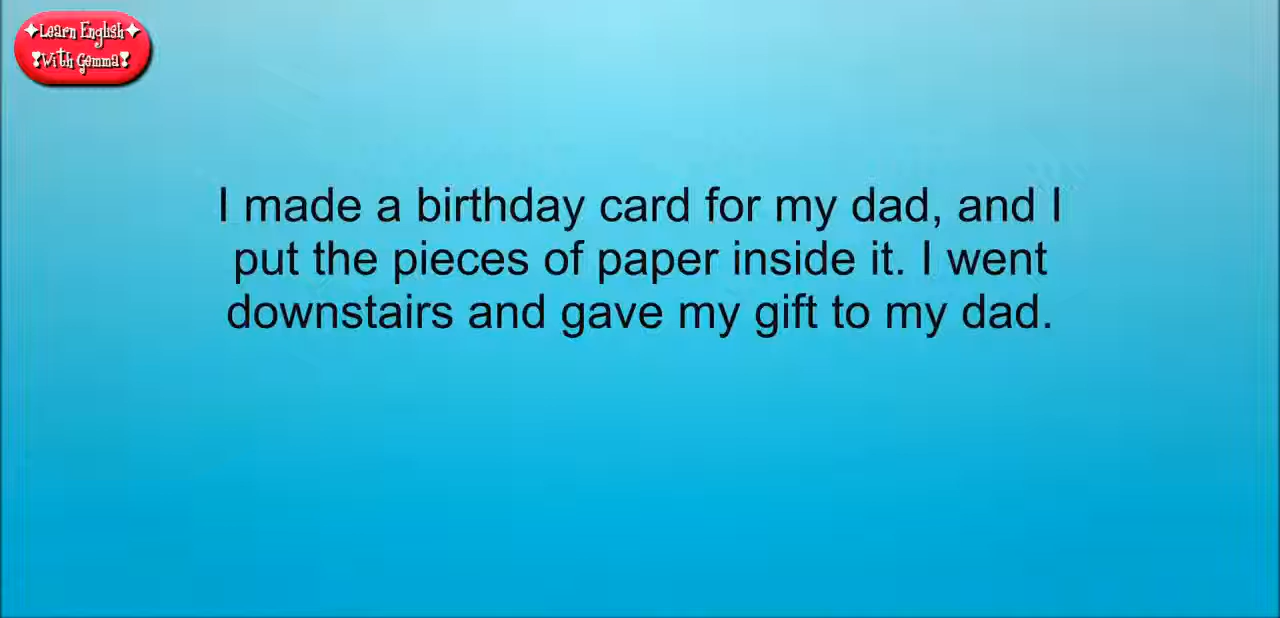 Learn English
With Gemma
I made a birthday card for my dad, and I
put the pieces of paper inside it. I went
downstairs and gave my gift to my dad.